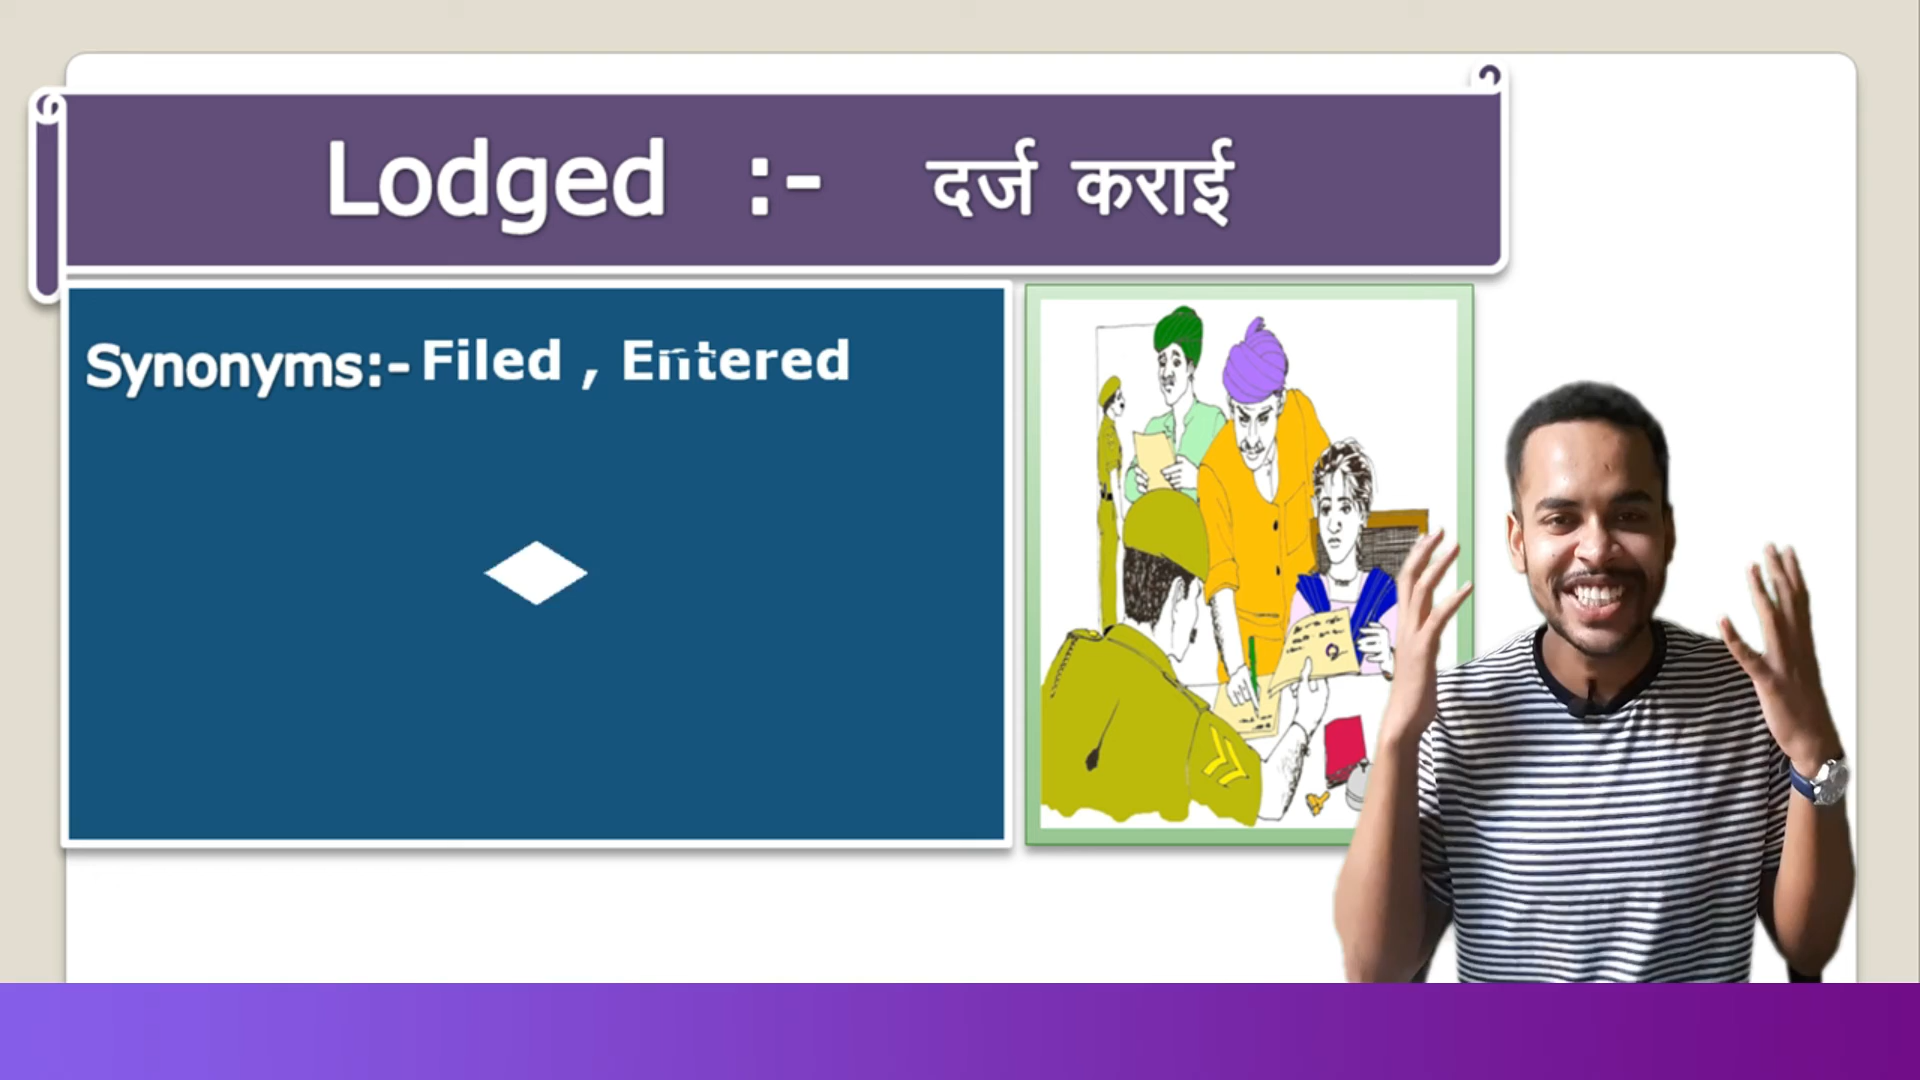 Lodged :- दर्ज कराई
Synonyms:- Filed , Entered